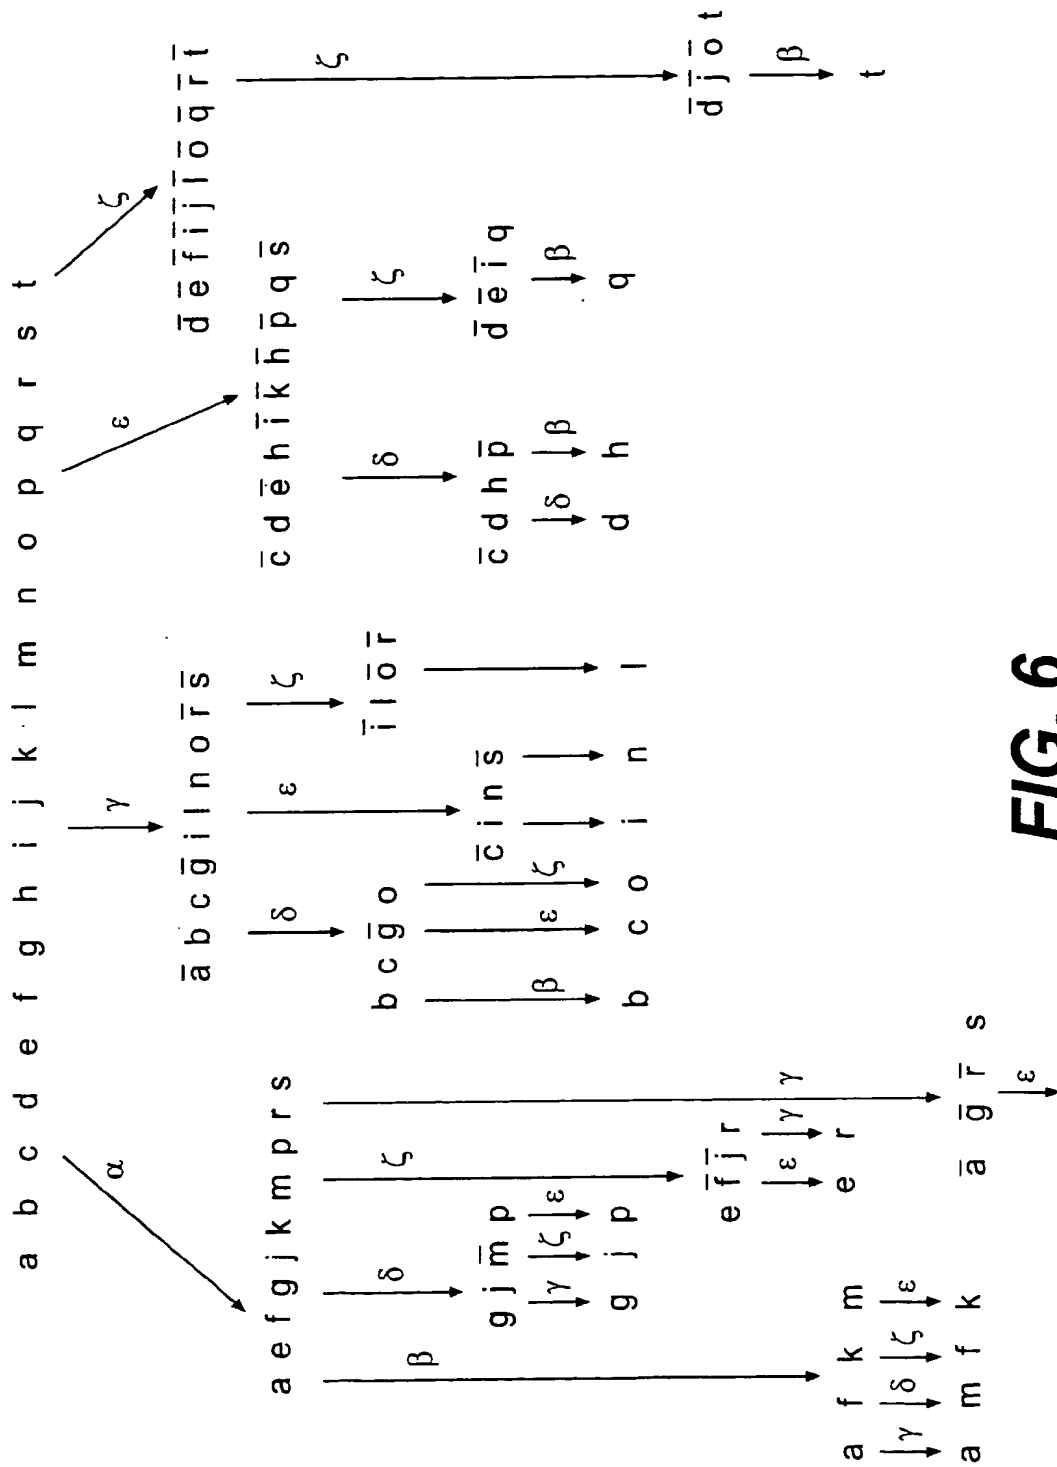 a b c d e f g h i j k l m n o p q r s t
α γ ε ζ
a̅ b c g̅ i l n o r̅ s̅
d̅ e̅ f̅ i̅ j̅ l̅ o̅ q̅ r̅ t̅
a e f g j k m p r s
c̅ d e̅ h i̅ k̅ h̅ p̅ q s̅
β δ ζ γ
δ ε ζ
δ ζ
ζ
b c g̅ o
i̅ l o̅ r̅
g j m̅ p
c̅ i n s̅
c̅ d h p̅
d̅ e̅ i̅ q
γ ζ ε
β ε ζ
δ β
β
g j p
b c o
i n
l
d h
q
e f̅ j̅ r
d̅ j̅ o̅ t
ε γ
β
a f k m
e r
t
γ δ ζ ε
a m f k
a̅ g̅ r̅ s
ε
FIG. 6